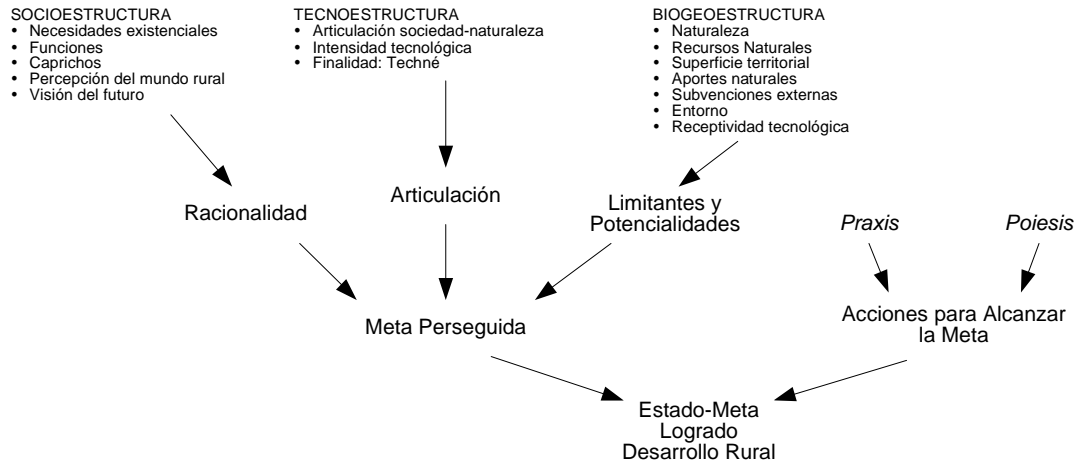 SOCIOESTRUCTURA
• Necesidades existenciales
• Funciones
• Caprichos
• Percepción del mundo rural
• Visión del futuro
TECNOESTRUCTURA
• Articulación sociedad-naturaleza
• Intensidad tecnológica
• Finalidad: Techné
BIOGEOESTRUCTURA
• Naturaleza
• Recursos Naturales
• Superficie territorial
• Aportes naturales
• Subvenciones externas
• Entorno
• Receptividad tecnológica
Racionalidad
Articulación
Limitantes y
Potencialidades
Praxis
Poiesis
Meta Perseguida
Acciones para Alcanzar
la Meta
Estado-Meta
Logrado
Desarrollo Rural